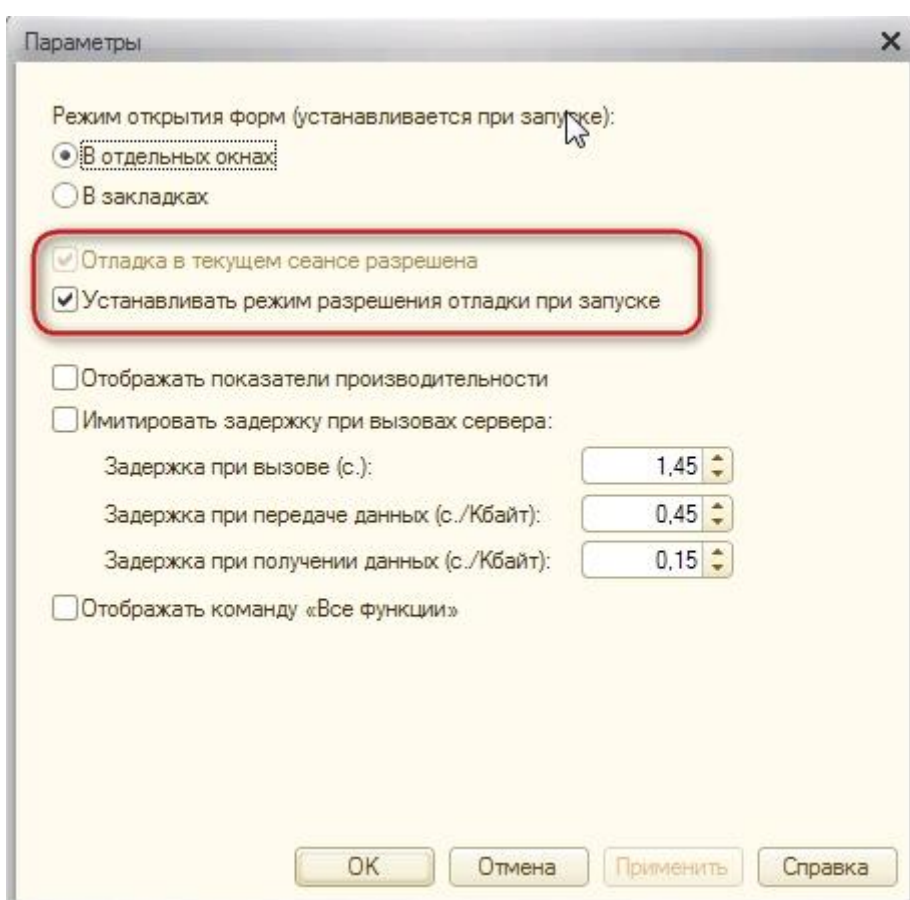 Параметры
Режим открытия форм (устанавливается при запуске):
В отдельных окнах
В закладках
Отладка в текущем сеансе разрешена
Устанавливать режим разрешения отладки при запуске
Отображать показатели производительности
Имитировать задержку при вызовах сервера:
Задержка при вызове (с.): 1,45
Задержка при передаче данных (с./Кбайт): 0,45
Задержка при получении данных (с./Кбайт): 0,15
Отображать команду «Все функции»
ОК Отмена Применить Справка